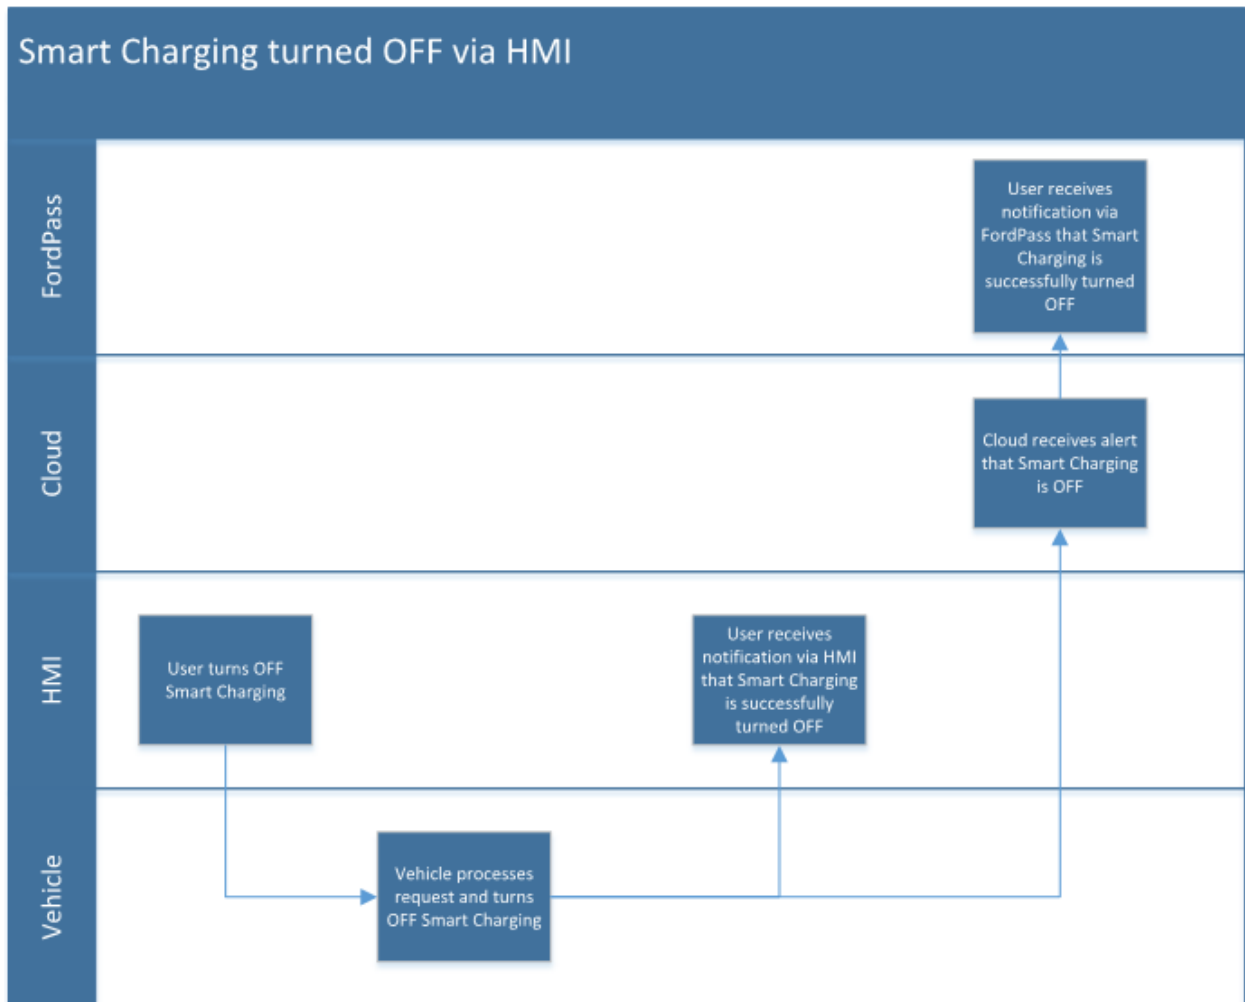 Smart Charging turned OFF via HMI
FordPass
User receives
notification via
FordPass that Smart
Charging is
successfully turned
OFF
Cloud
Cloud receives alert
that Smart Charging
is OFF
HMI
User turns OFF
Smart Charging
User receives
notification via HMI
that Smart Charging
is successfully
turned OFF
Vehicle
Vehicle processes
request and turns
OFF Smart Charging